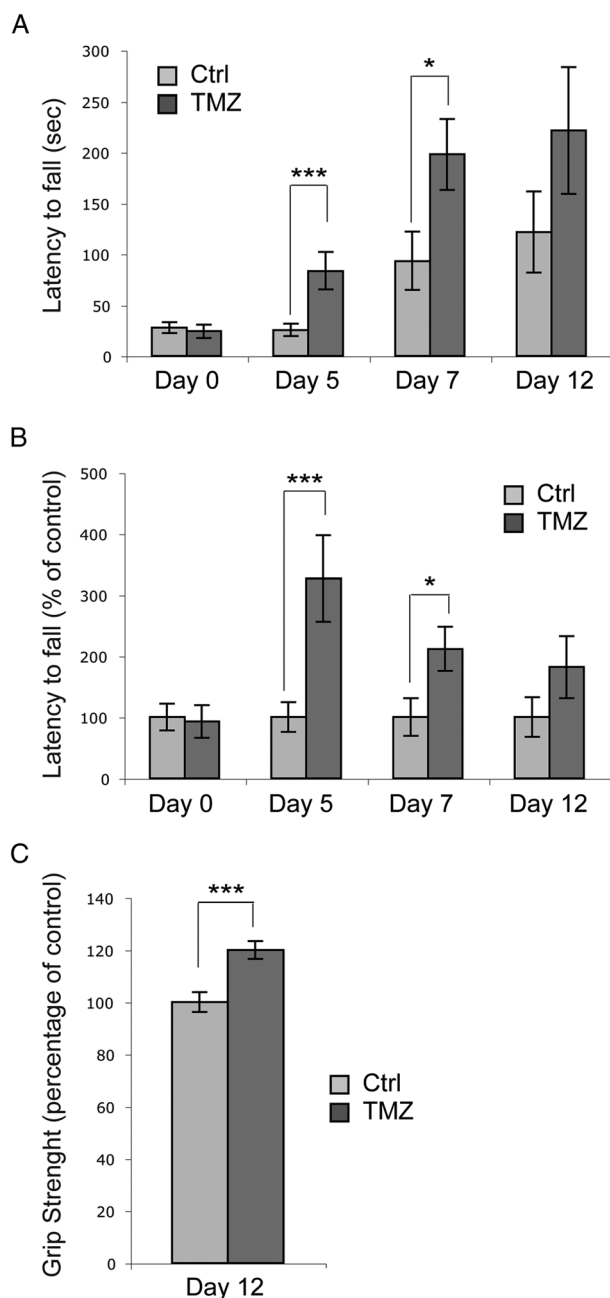 A
Latency to fall (sec)
300
250
200
150
100
50
0
Ctrl
TMZ
***
*
Day 0 Day 5 Day 7 Day 12
B
Latency to fall (% of control)
500
400
300
200
100
0
Ctrl
TMZ
***
*
Day 0 Day 5 Day 7 Day 12
C
Grip Strenght (percentage of control)
140
120
100
80
60
40
20
0
***
Ctrl
TMZ
Day 12